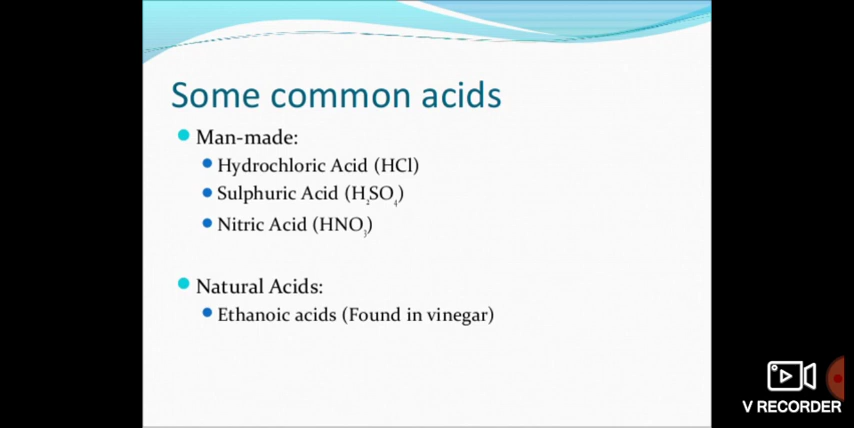 Some common acids
Man-made:
Hydrochloric Acid (HCl)
Sulphuric Acid (H₂SO₄)
Nitric Acid (HNO₃)
Natural Acids:
Ethanoic acids (Found in vinegar)
V RECORDER